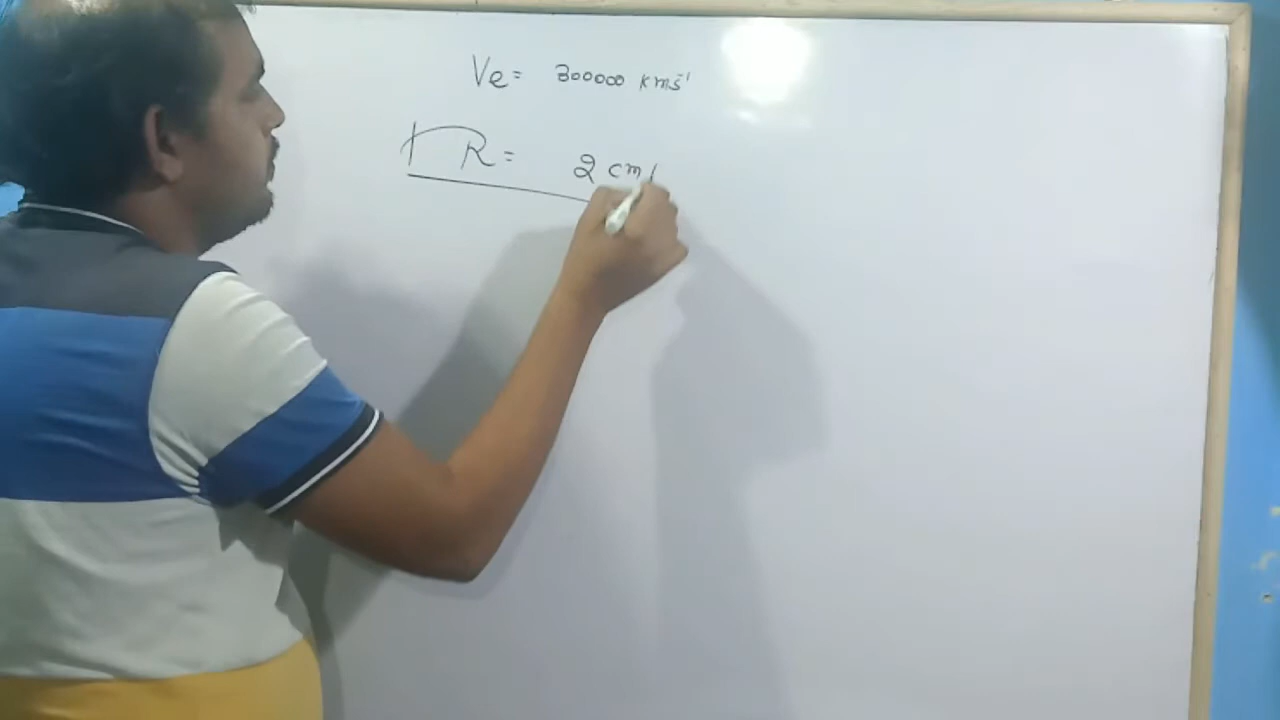 Ve = 300000 kms⁻¹
R = 2 cm